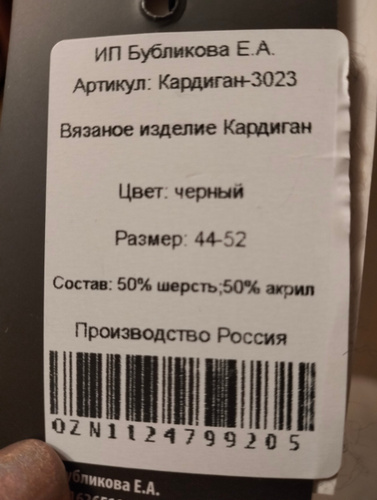 ИП Бубликова Е.А.
Артикул: Кардиган-3023
Вязаное изделие Кардиган
Цвет: черный
Размер: 44-52
Состав: 50% шерсть;50% акрил
Производство Россия
OZN1124799205
убликова Е.А.